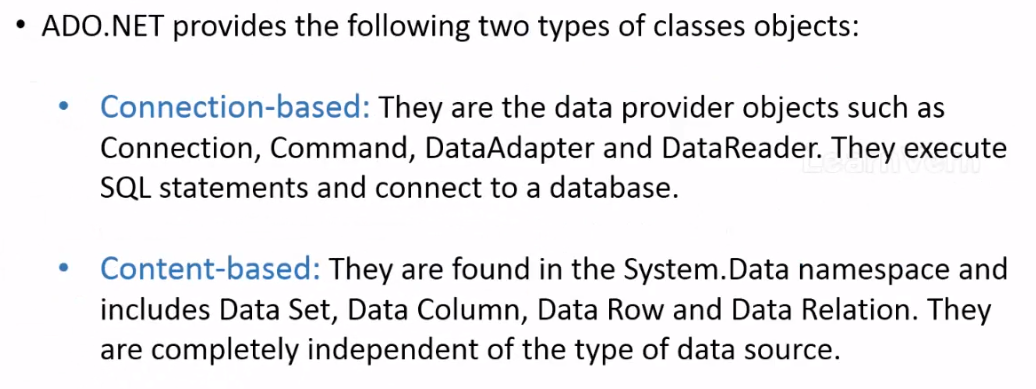 • ADO.NET provides the following two types of classes objects:
• Connection-based: They are the data provider objects such as
Connection, Command, DataAdapter and DataReader. They execute
SQL statements and connect to a database.
• Content-based: They are found in the System.Data namespace and
includes Data Set, Data Column, Data Row and Data Relation. They
are completely independent of the type of data source.